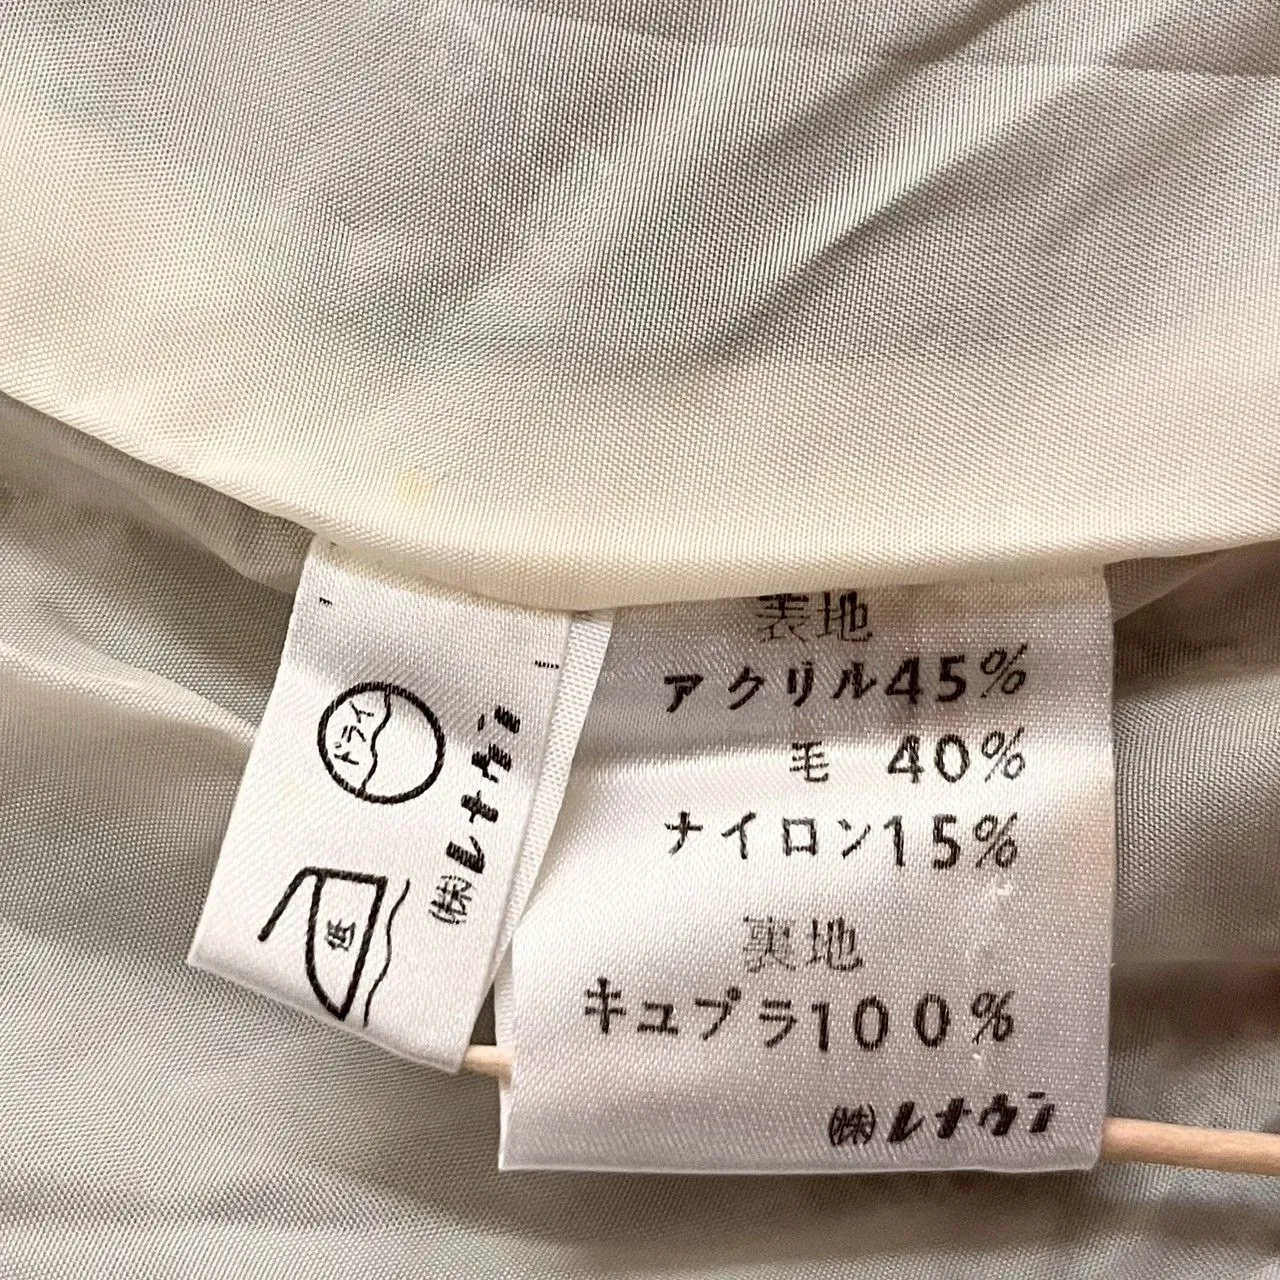 ドライ
低
(株)レナウン
表地
アクリル45%
毛 40%
ナイロン15%
裏地
キュプラ100%
(株)レナウン